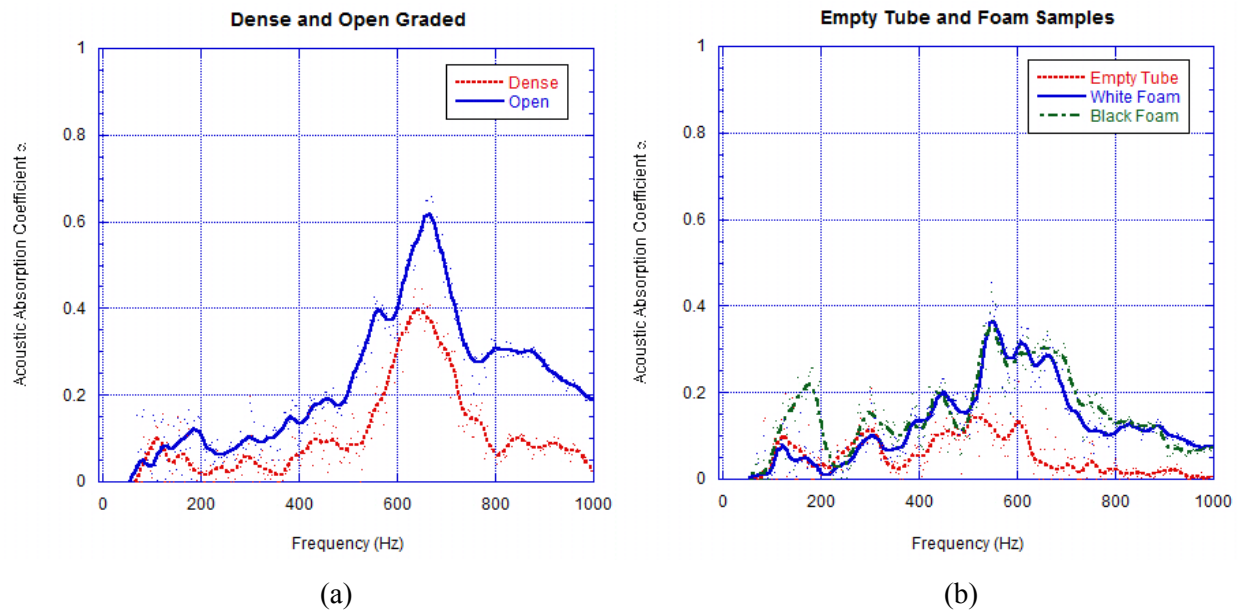 Dense and Open Graded
1
0.8
0.6
0.4
0.2
0
0 200 400 600 800 1000
Acoustic Absorption Coefficient
Frequency (Hz)
Dense
Open
(a)
Empty Tube and Foam Samples
1
0.8
0.6
0.4
0.2
0
0 200 400 600 800 1000
Acoustic Absorption Coefficient
Frequency (Hz)
Empty Tube
White Foam
Black Foam
(b)